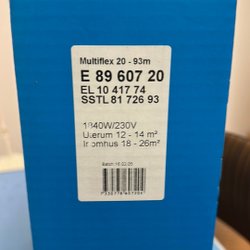 Multiflex 20 - 93m
E 89 607 20
EL 10 417 74
SSTL 81 726 93
1840W/230V
Uterum 12 - 14 m²
Inomhus 18 - 26m²